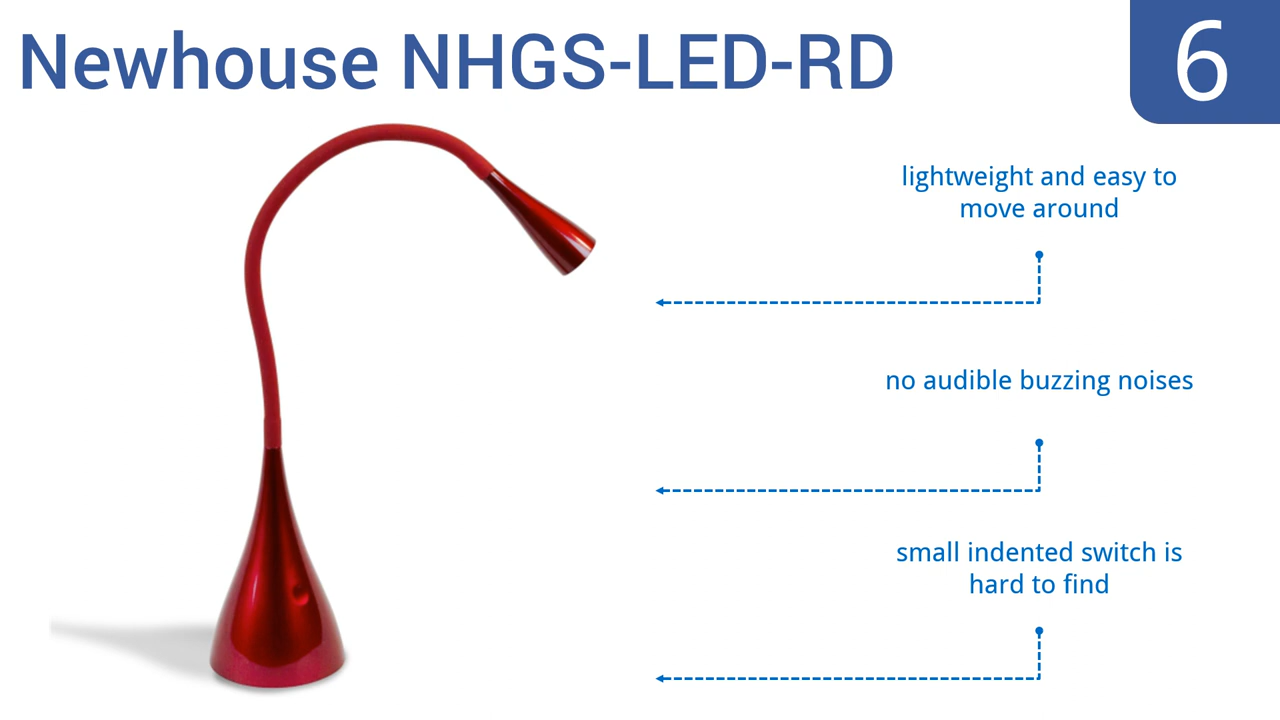 Newhouse NHGS-LED-RD
6
lightweight and easy to
move around
no audible buzzing noises
small indented switch is
hard to find